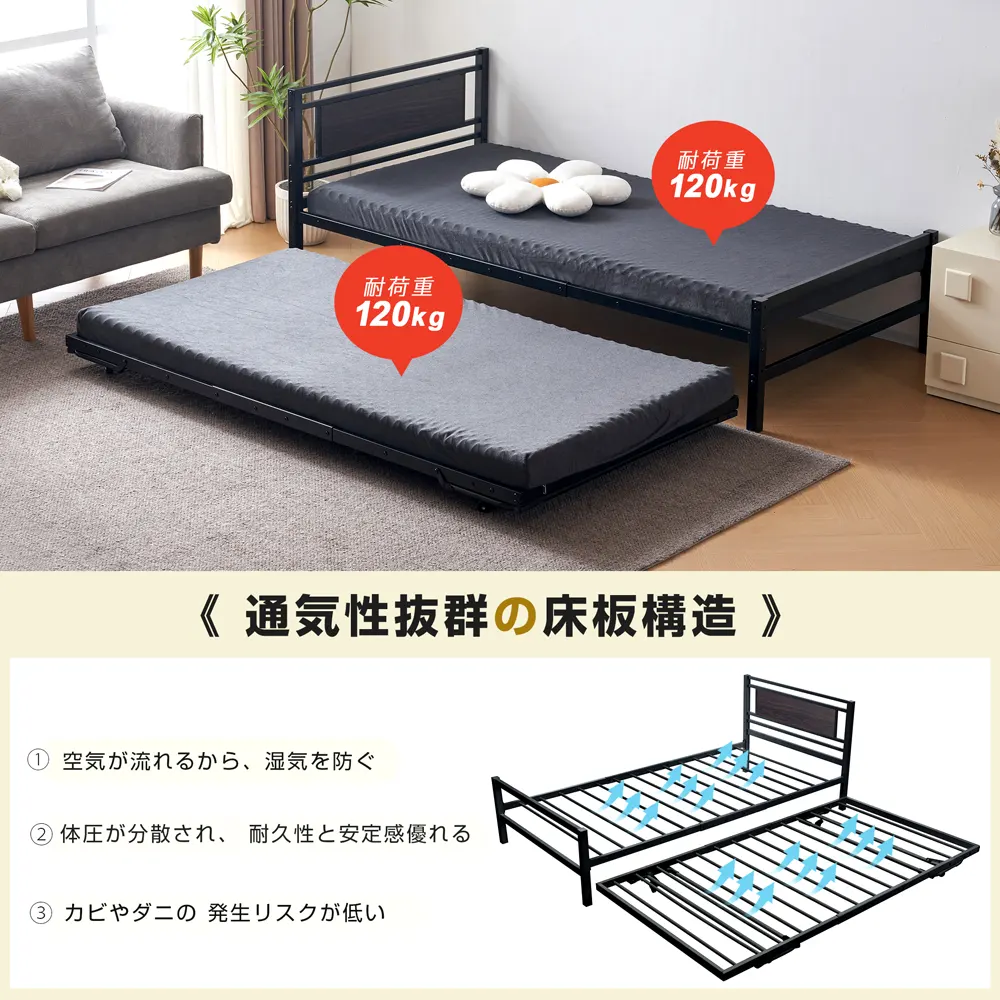 耐荷重
120kg
耐荷重
120kg
《 通気性抜群の床板構造 》
① 空気が流れるから、湿気を防ぐ
② 体圧が分散され、 耐久性と安定感優れる
③ カビやダニの 発生リスクが低い